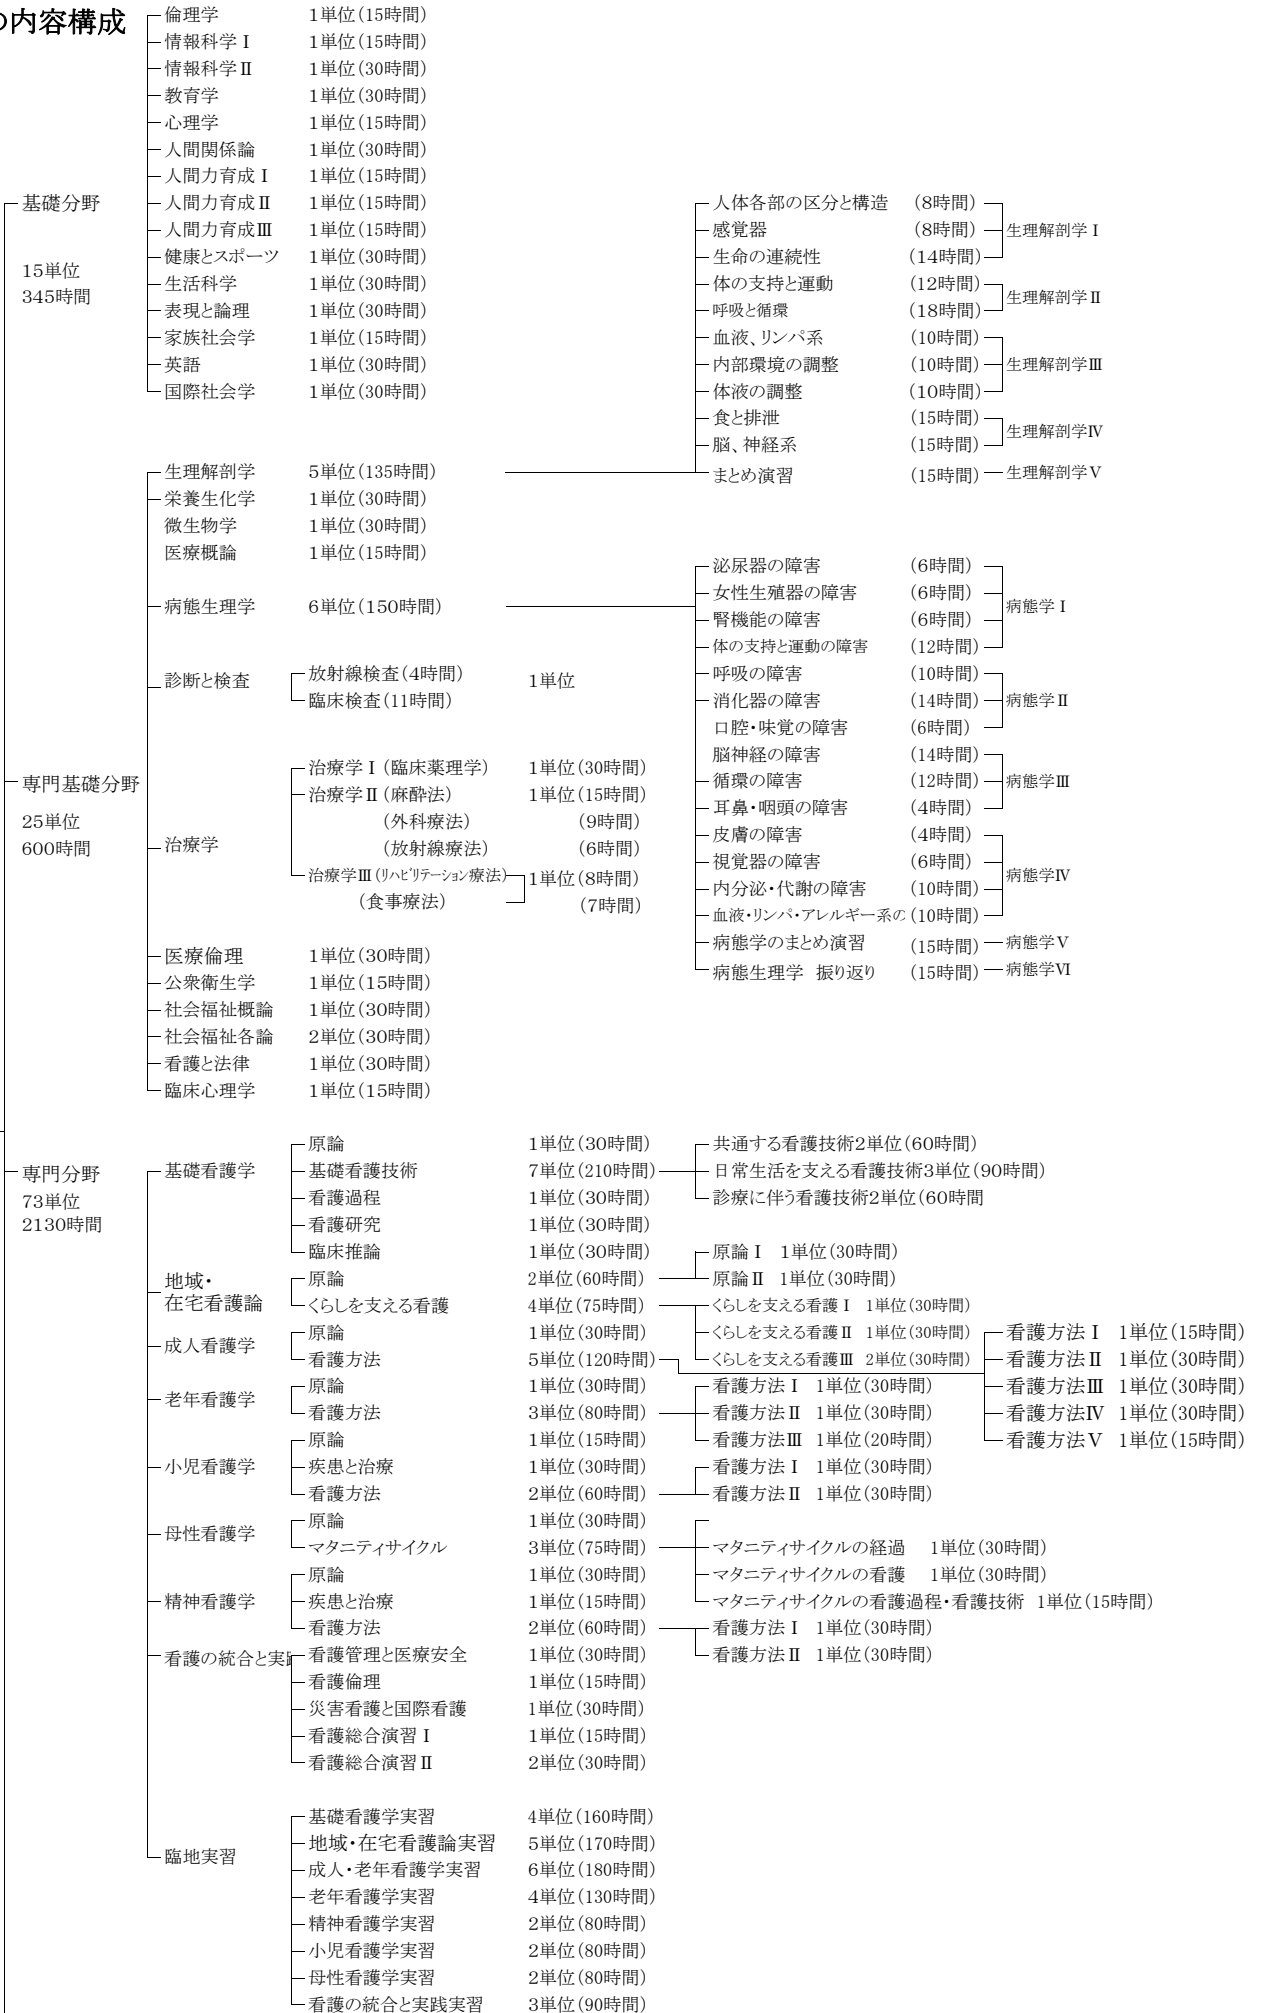 の内容構成
倫理学 1単位(15時間)
情報科学Ⅰ 1単位(15時間)
情報科学Ⅱ 1単位(30時間)
教育学 1単位(30時間)
心理学 1単位(15時間)
人間関係論 1単位(30時間)
人間力育成Ⅰ 1単位(15時間)
基礎分野 人間力育成Ⅱ 1単位(15時間) 人体各部の区分と構造 (8時間)
人間力育成Ⅲ 1単位(15時間) 感覚器 (8時間) 生理解剖学Ⅰ
健康とスポーツ 1単位(30時間) 生命の連続性 (14時間)
15単位 生活科学 1単位(30時間) 体の支持と運動 (12時間)
345時間 生理解剖学Ⅱ
表現と論理 1単位(30時間) 呼吸と循環 (18時間)
家族社会学 1単位(15時間) 血液、リンパ系 (10時間)
英語 1単位(30時間) 内部環境の調整 (10時間) 生理解剖学Ⅲ
国際社会学 1単位(30時間) 体液の調整 (10時間)
食と排泄 (15時間)
生理解剖学Ⅳ
脳、神経系 (15時間)
生理解剖学 5単位(135時間) まとめ演習 (15時間) 生理解剖学Ⅴ
栄養生化学 1単位(30時間)
微生物学 1単位(30時間)
医療概論 1単位(15時間)
泌尿器の障害 (6時間)
女性生殖器の障害 (6時間)
病態生理学 6単位(150時間) 病態学Ⅰ
腎機能の障害 (6時間)
体の支持と運動の障害 (12時間)
放射線検査(4時間) 呼吸の障害 (10時間)
診断と検査 1単位
臨床検査(11時間) 消化器の障害 (14時間) 病態学Ⅱ
口腔・味覚の障害 (6時間)
脳神経の障害 (14時間)
治療学Ⅰ(臨床薬理学) 1単位(30時間)
専門基礎分野 循環の障害 (12時間) 病態学Ⅲ
治療学Ⅱ(麻酔法) 1単位(15時間) 耳鼻・咽頭の障害 (4時間)
25単位 (外科療法) (9時間)
皮膚の障害 (4時間)
600時間 治療学 (放射線療法) (6時間)
視覚器の障害 (6時間)
治療学Ⅲ(ﾘﾊﾋﾞﾘﾃｰｼｮﾝ療法) 1単位(8時間) 病態学Ⅳ
内分泌・代謝の障害 (10時間)
(食事療法) (7時間)
血液・リンパ・アレルギー系の (10時間)
病態学のまとめ演習 (15時間) 病態学Ⅴ
医療倫理 1単位(30時間)
病態生理学 振り返り (15時間) 病態学Ⅵ
公衆衛生学 1単位(15時間)
社会福祉概論 1単位(30時間)
社会福祉各論 2単位(30時間)
看護と法律 1単位(30時間)
臨床心理学 1単位(15時間)
原論 1単位(30時間) 共通する看護技術2単位(60時間)
専門分野 基礎看護学 基礎看護技術 7単位(210時間) 日常生活を支える看護技術3単位(90時間)
73単位 看護過程 1単位(30時間) 診療に伴う看護技術2単位(60時間
2130時間 看護研究 1単位(30時間)
臨床推論 1単位(30時間) 原論Ⅰ 1単位(30時間)
地域・ 原論 2単位(60時間) 原論Ⅱ 1単位(30時間)
在宅看護論 くらしを支える看護 4単位(75時間) くらしを支える看護Ⅰ 1単位(30時間)
原論 1単位(30時間) くらしを支える看護Ⅱ 1単位(30時間) 看護方法Ⅰ 1単位(15時間)
成人看護学
看護方法 5単位(120時間) くらしを支える看護Ⅲ 2単位(30時間) 看護方法Ⅱ 1単位(30時間)
原論 1単位(30時間) 看護方法Ⅰ 1単位(30時間) 看護方法Ⅲ 1単位(30時間)
老年看護学
看護方法 3単位(80時間) 看護方法Ⅱ 1単位(30時間) 看護方法Ⅳ 1単位(30時間)
原論 1単位(15時間) 看護方法Ⅲ 1単位(20時間) 看護方法Ⅴ 1単位(15時間)
小児看護学 疾患と治療 1単位(30時間) 看護方法Ⅰ 1単位(30時間)
看護方法 2単位(60時間) 看護方法Ⅱ 1単位(30時間)
原論 1単位(30時間)
母性看護学
マタニティサイクル 3単位(75時間) マタニティサイクルの経過 1単位(30時間)
原論 1単位(30時間) マタニティサイクルの看護 1単位(30時間)
精神看護学 疾患と治療 1単位(15時間) マタニティサイクルの看護過程・看護技術 1単位(15時間)
看護方法 2単位(60時間) 看護方法Ⅰ 1単位(30時間)
看護の統合と実 看護管理と医療安全 1単位(30時間) 看護方法Ⅱ 1単位(30時間)
看護倫理 1単位(15時間)
災害看護と国際看護 1単位(30時間)
看護総合演習Ⅰ 1単位(15時間)
看護総合演習Ⅱ 2単位(30時間)
基礎看護学実習 4単位(160時間)
地域・在宅看護論実習 5単位(170時間)
臨地実習
成人・老年看護学実習 6単位(180時間)
老年看護学実習 4単位(130時間)
精神看護学実習 2単位(80時間)
小児看護学実習 2単位(80時間)
母性看護学実習 2単位(80時間)
看護の統合と実践実習 3単位(90時間)